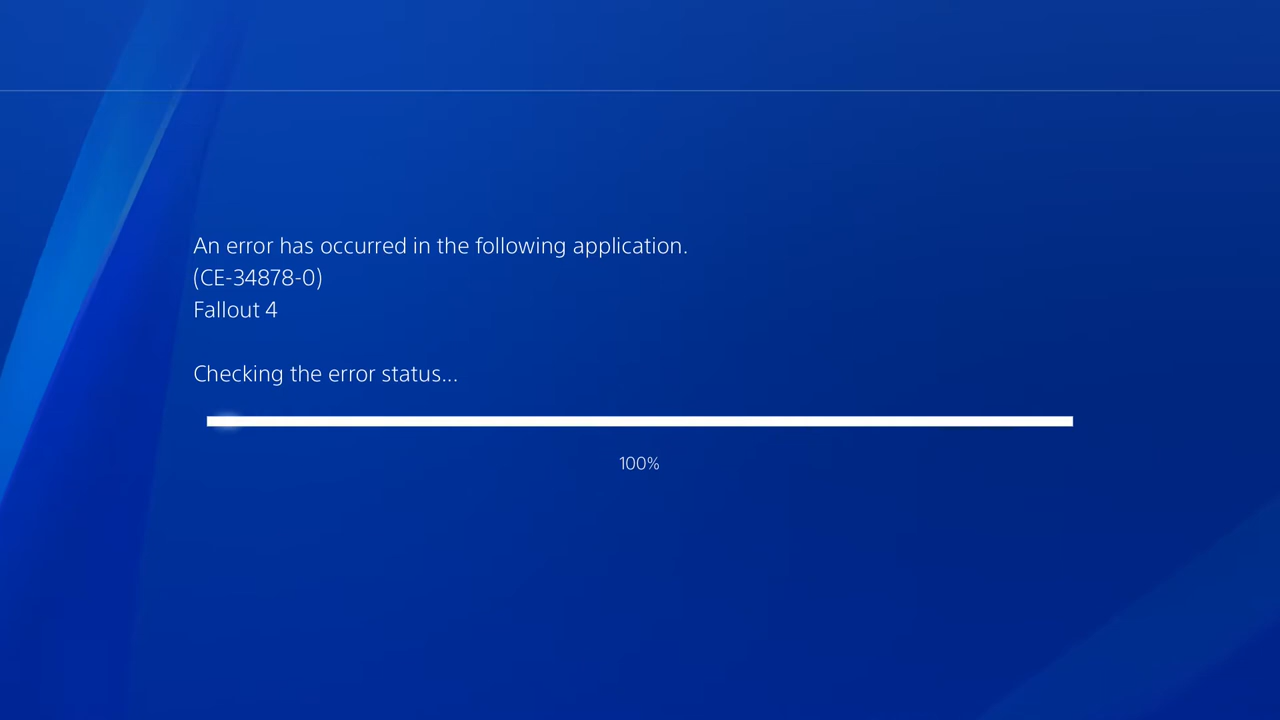 An error has occurred in the following application.
(CE-34878-0)
Fallout 4
Checking the error status...
100%